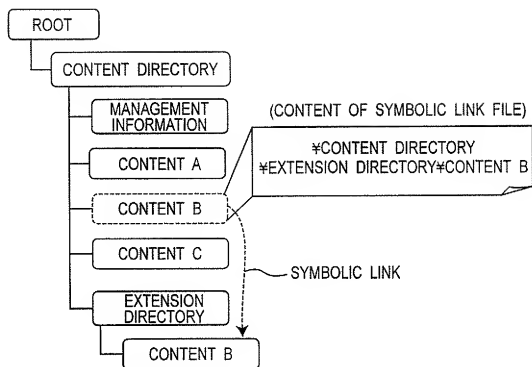 ROOT
CONTENT DIRECTORY
MANAGEMENT
INFORMATION
CONTENT A
CONTENT B
CONTENT C
EXTENSION
DIRECTORY
CONTENT B
(CONTENT OF SYMBOLIC LINK FILE)
¥CONTENT DIRECTORY
¥EXTENSION DIRECTORY¥CONTENT B
SYMBOLIC LINK